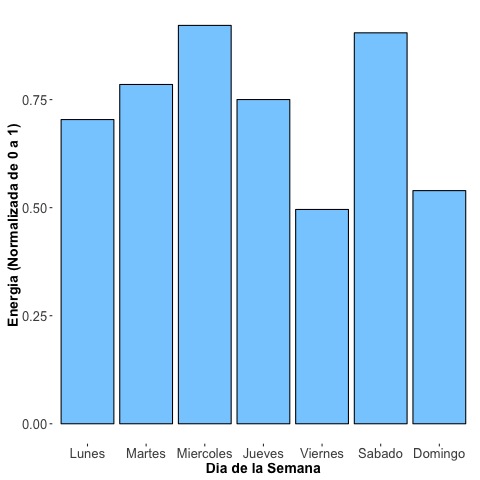 Energia (Normalizada de 0 a 1)
0.75
0.50
0.25
0.00
Lunes Martes Miercoles Jueves Viernes Sabado Domingo
Dia de la Semana